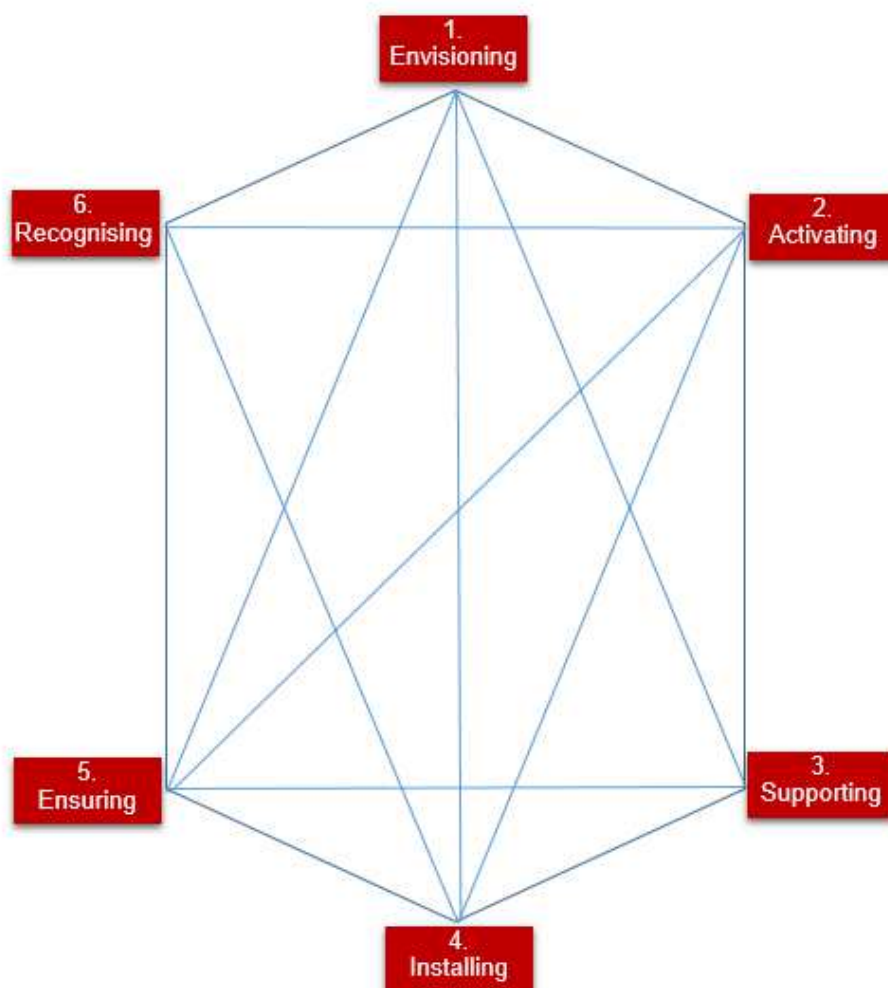 1.
Envisioning
6.
Recognising
2.
Activating
5.
Ensuring
3.
Supporting
4.
Installing